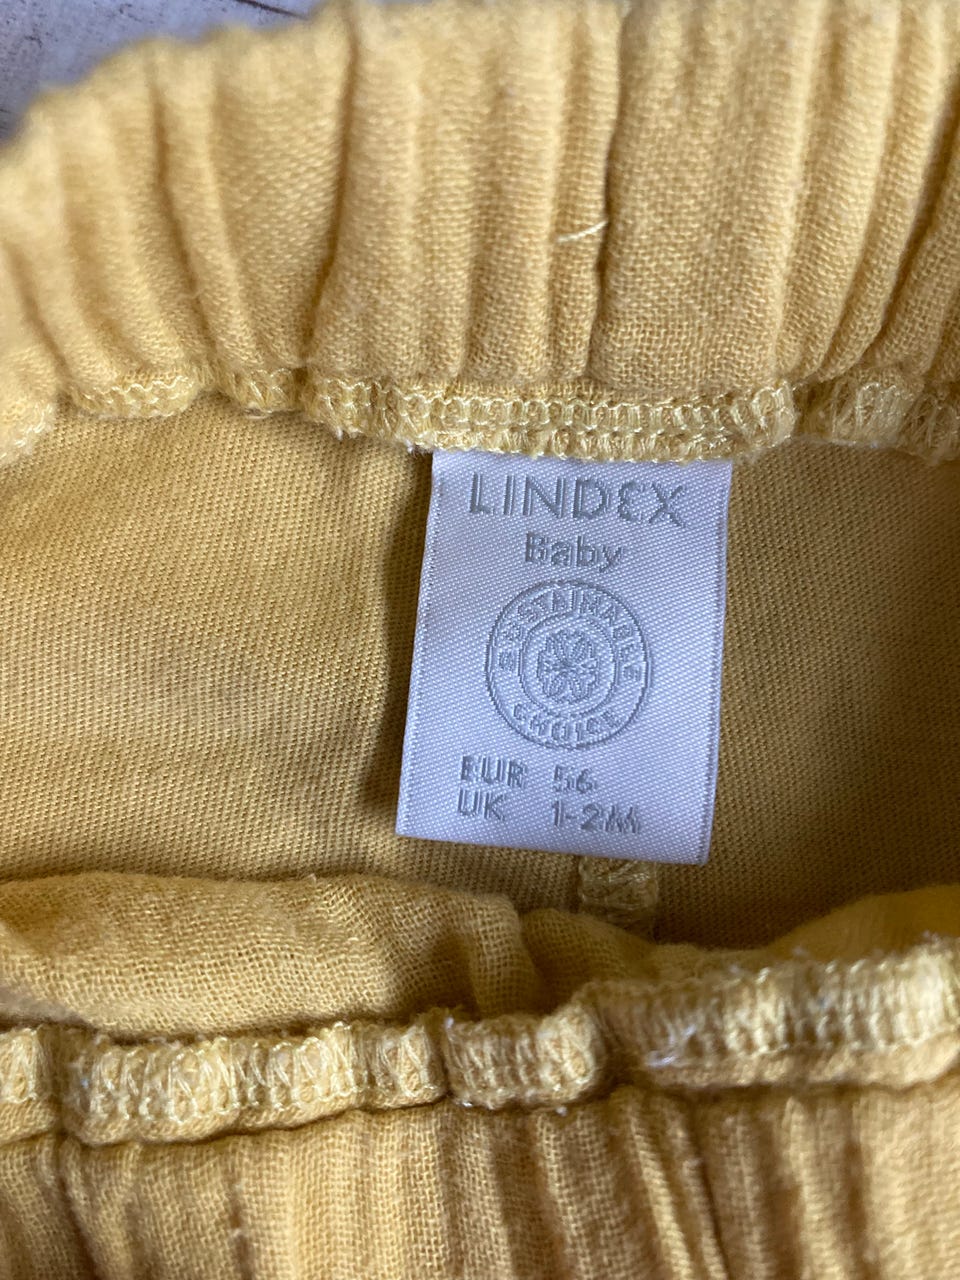 LINDEX
Baby
SUSTAINABLE
CHOICE
EUR 56
UK 1-2M